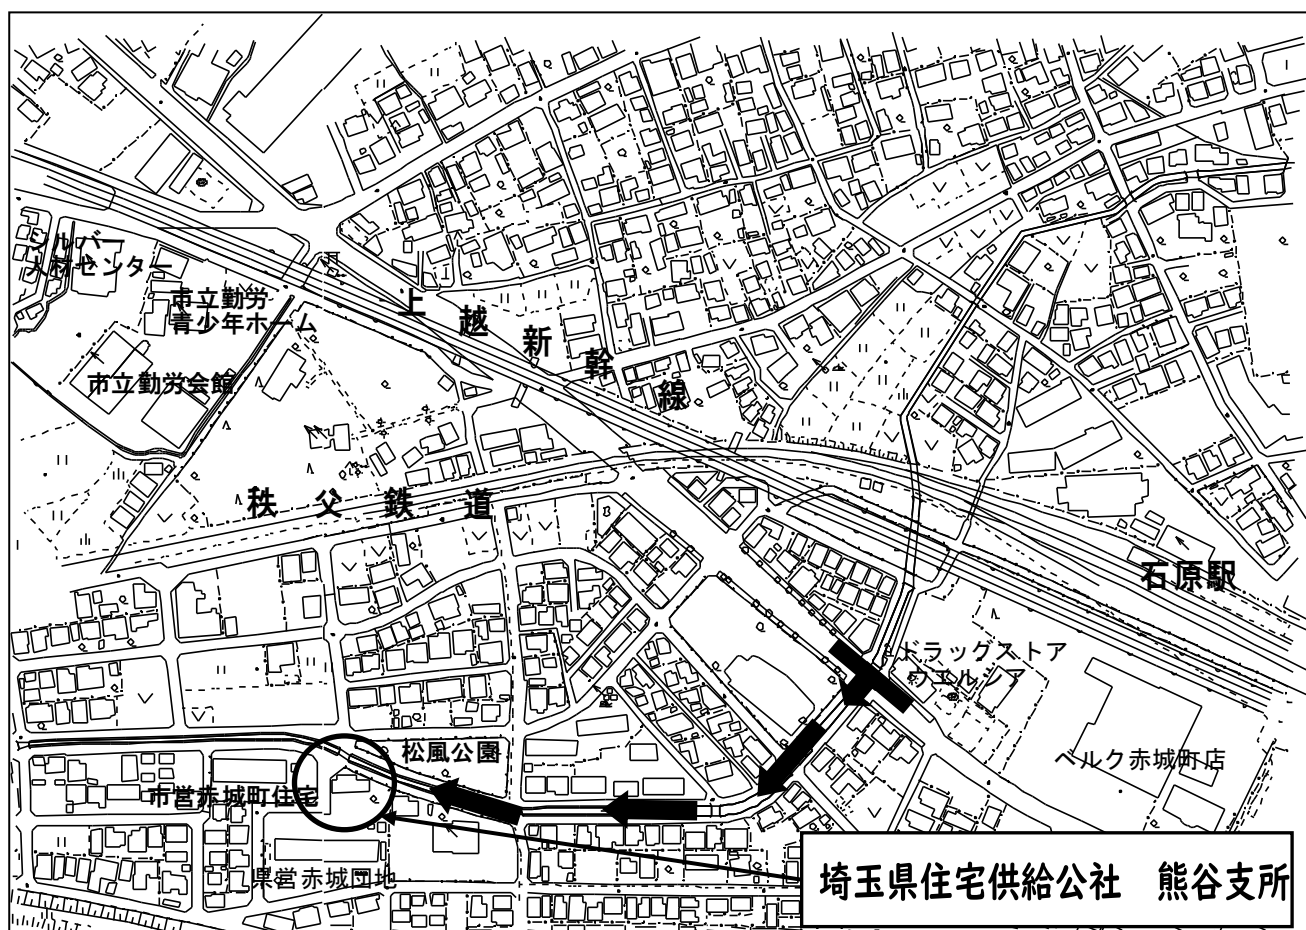 シルバー
人材センター
市立勤労
青少年ホーム
市立勤労会館
上越新幹線
秩父鉄道
石原駅
ドラッグストア
ウエルシア
ベルク赤城町店
松風公園
市営赤城町住宅
県営赤城団地
埼玉県住宅供給公社　熊谷支所